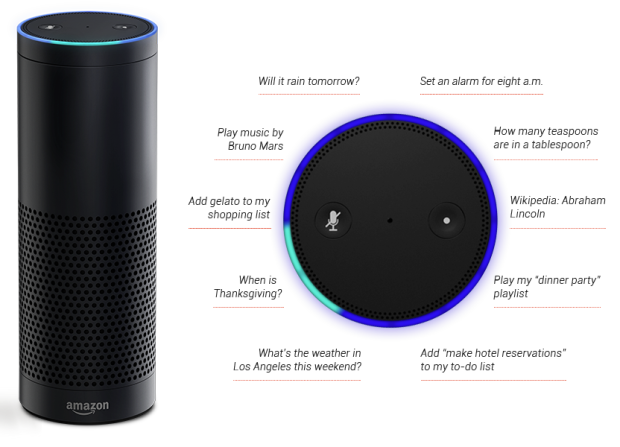 Will it rain tomorrow?
Set an alarm for eight a.m.
Play music by
Bruno Mars
How many teaspoons
are in a tablespoon?
Add gelato to my
shopping list
Wikipedia: Abraham
Lincoln
When is
Thanksgiving?
Play my "dinner party"
playlist
What's the weather in
Los Angeles this weekend?
Add "make hotel reservations"
to my to-do list
amazon